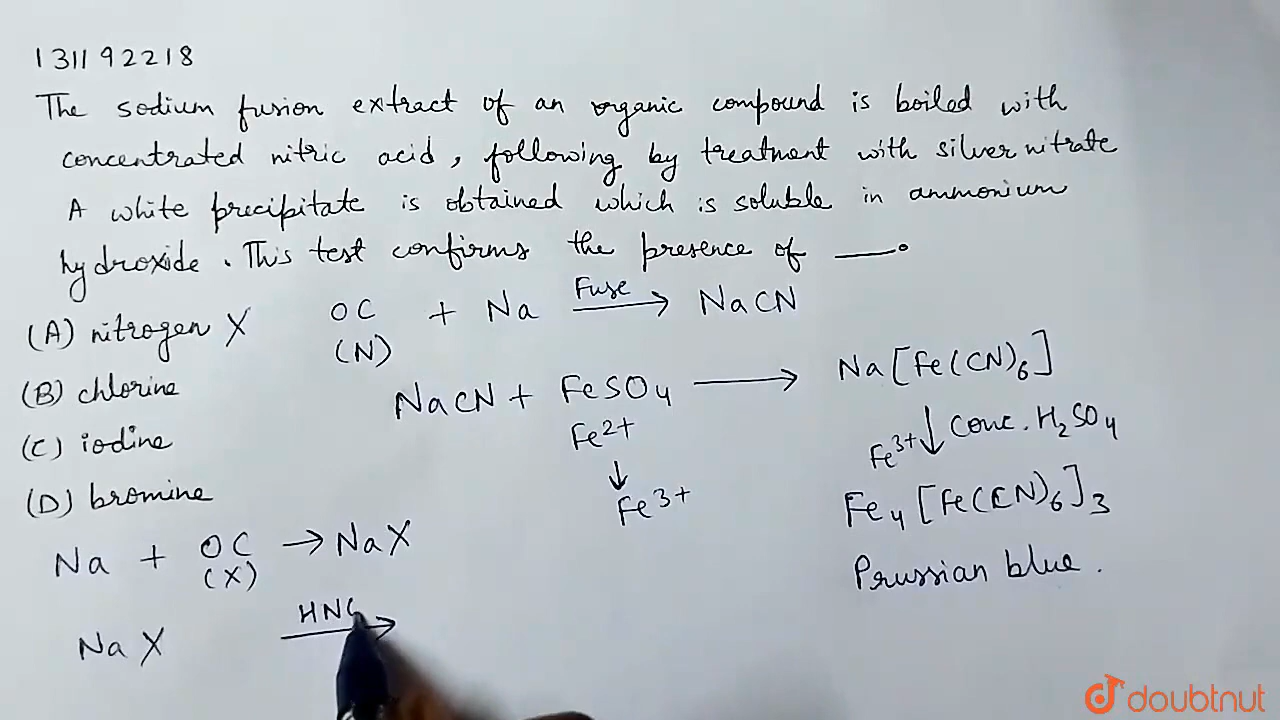 131192218
The sodium fusion extract of an organic compound is boiled with
concentrated nitric acid, following by treatment with silver nitrate
A white precipitate is obtained which is soluble in ammonium
hydroxide. This test confirms the presence of ___.
(A) nitrogen X
OC + Na Fuse → NaCN
(N)
(B) chlorine
NaCN + FeSO4 → Na[Fe(CN)6]
Fe2+
↓
Fe3+
Fe3+ ↓ Conc. H2SO4
Fe4[Fe(CN)6]3
Prussian blue.
(C) iodine
(D) bromine
Na + OC → NaX
(X)
NaX HNO →
doubtnut